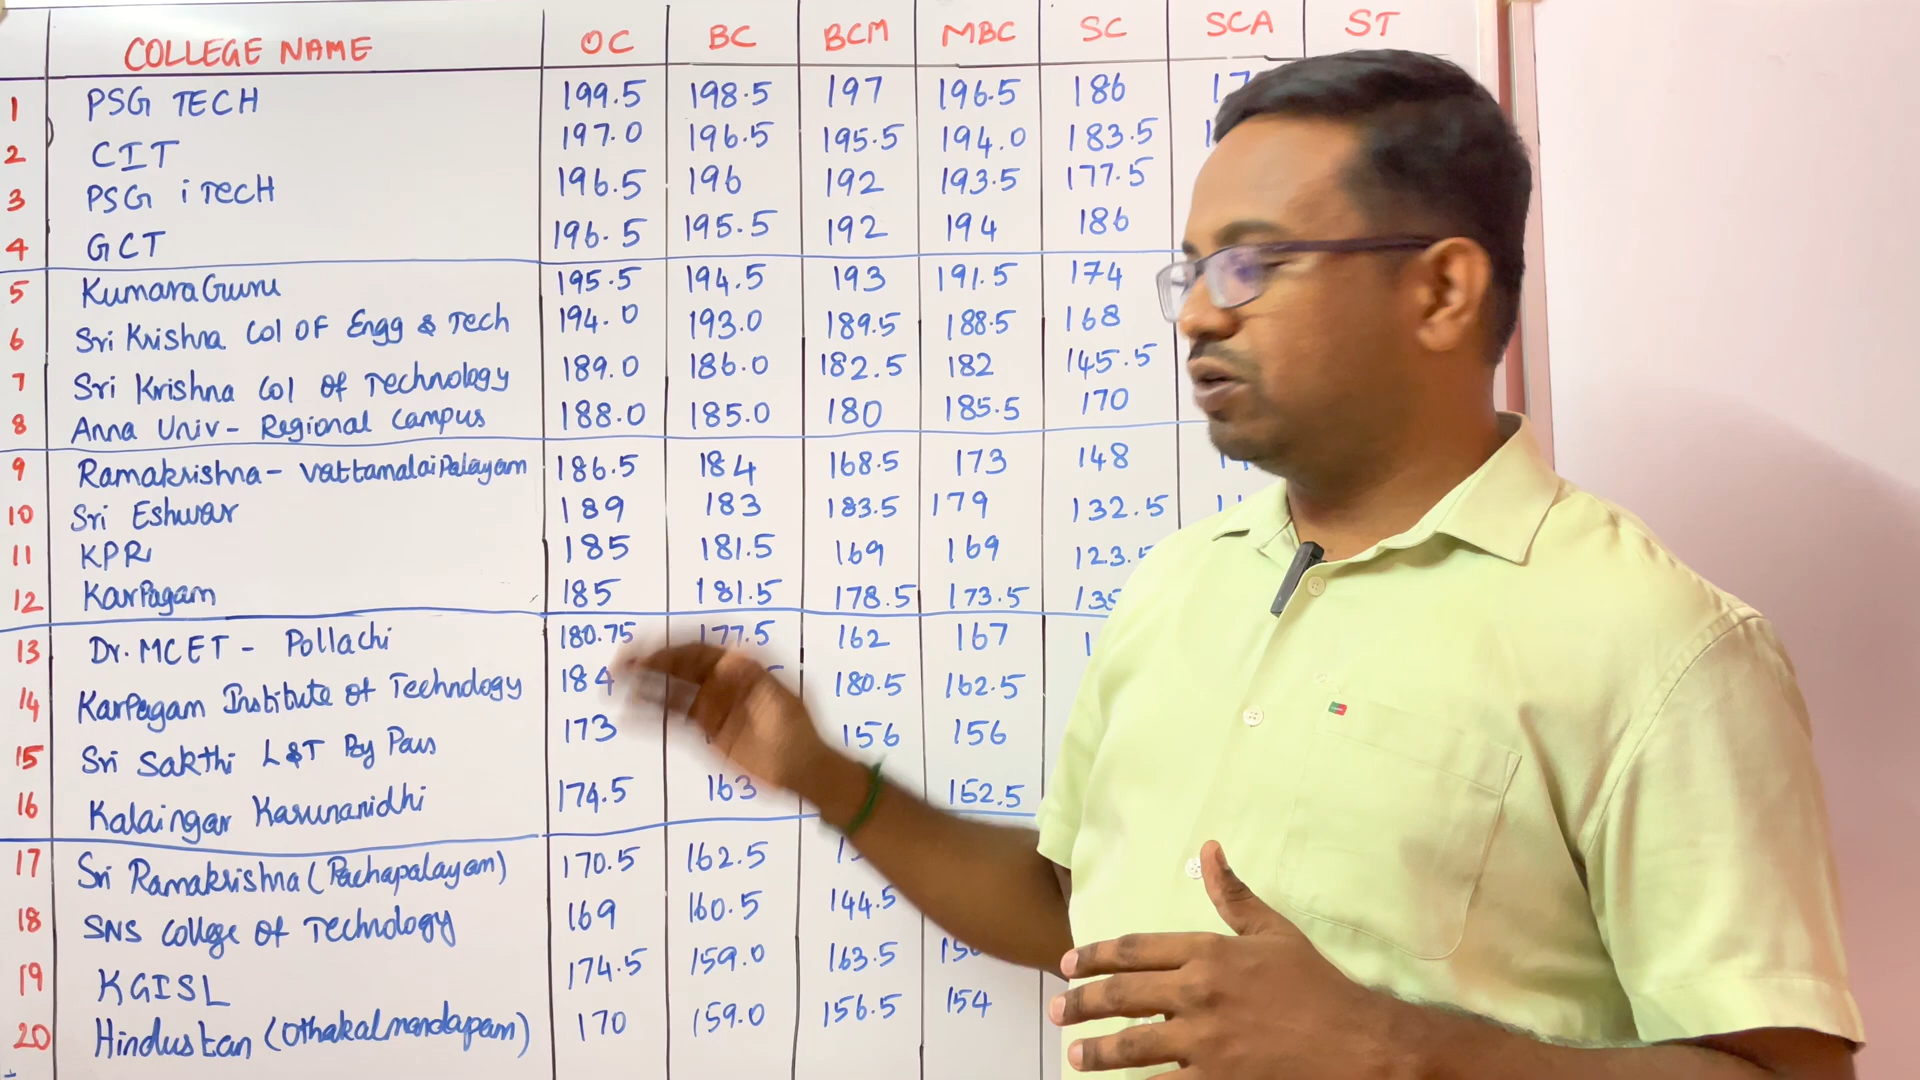 COLLEGE NAME OC BC BCM MBC SC SCA ST
1 PSG TECH 199.5 198.5 197 196.5 186 17
2 CIT 197.0 196.5 195.5 194.0 183.5
3 PSG iTECH 196.5 196 192 193.5 177.5
4 GCT 196.5 195.5 192 194 186
5 KumaraGuru 195.5 194.5 193 191.5 174
6 Sri Krishna Col OF Engg & Tech 194.0 193.0 189.5 188.5 168
7 Sri Krishna Col of Technology 189.0 186.0 182.5 182 145.5
8 Anna Univ - Regional Campus 188.0 185.0 180 185.5 170
9 Ramakrishna - Vattamalaipalayam 186.5 184 168.5 173 148
10 Sri Eshwar 189 183 183.5 179 132.5
11 KPR 185 181.5 169 169 123.5
12 Karpagam 185 181.5 178.5 173.5
13 Dr. MCET - Pollachi 180.75 177.5 162 167
14 Karpagam Institute of Technology 184 180.5 162.5
15 Sri Sakthi L&T By Pass 173 156 156
16 Kalaingar Karunanidhi 174.5 163 152.5
17 Sri Ramakrishna (Pachapalayam) 170.5 162.5
18 SNS College of Technology 169 160.5 144.5
19 KGISL 174.5 159.0 163.5
20 Hindustan (Othakalmandapam) 170 159.0 156.5 154